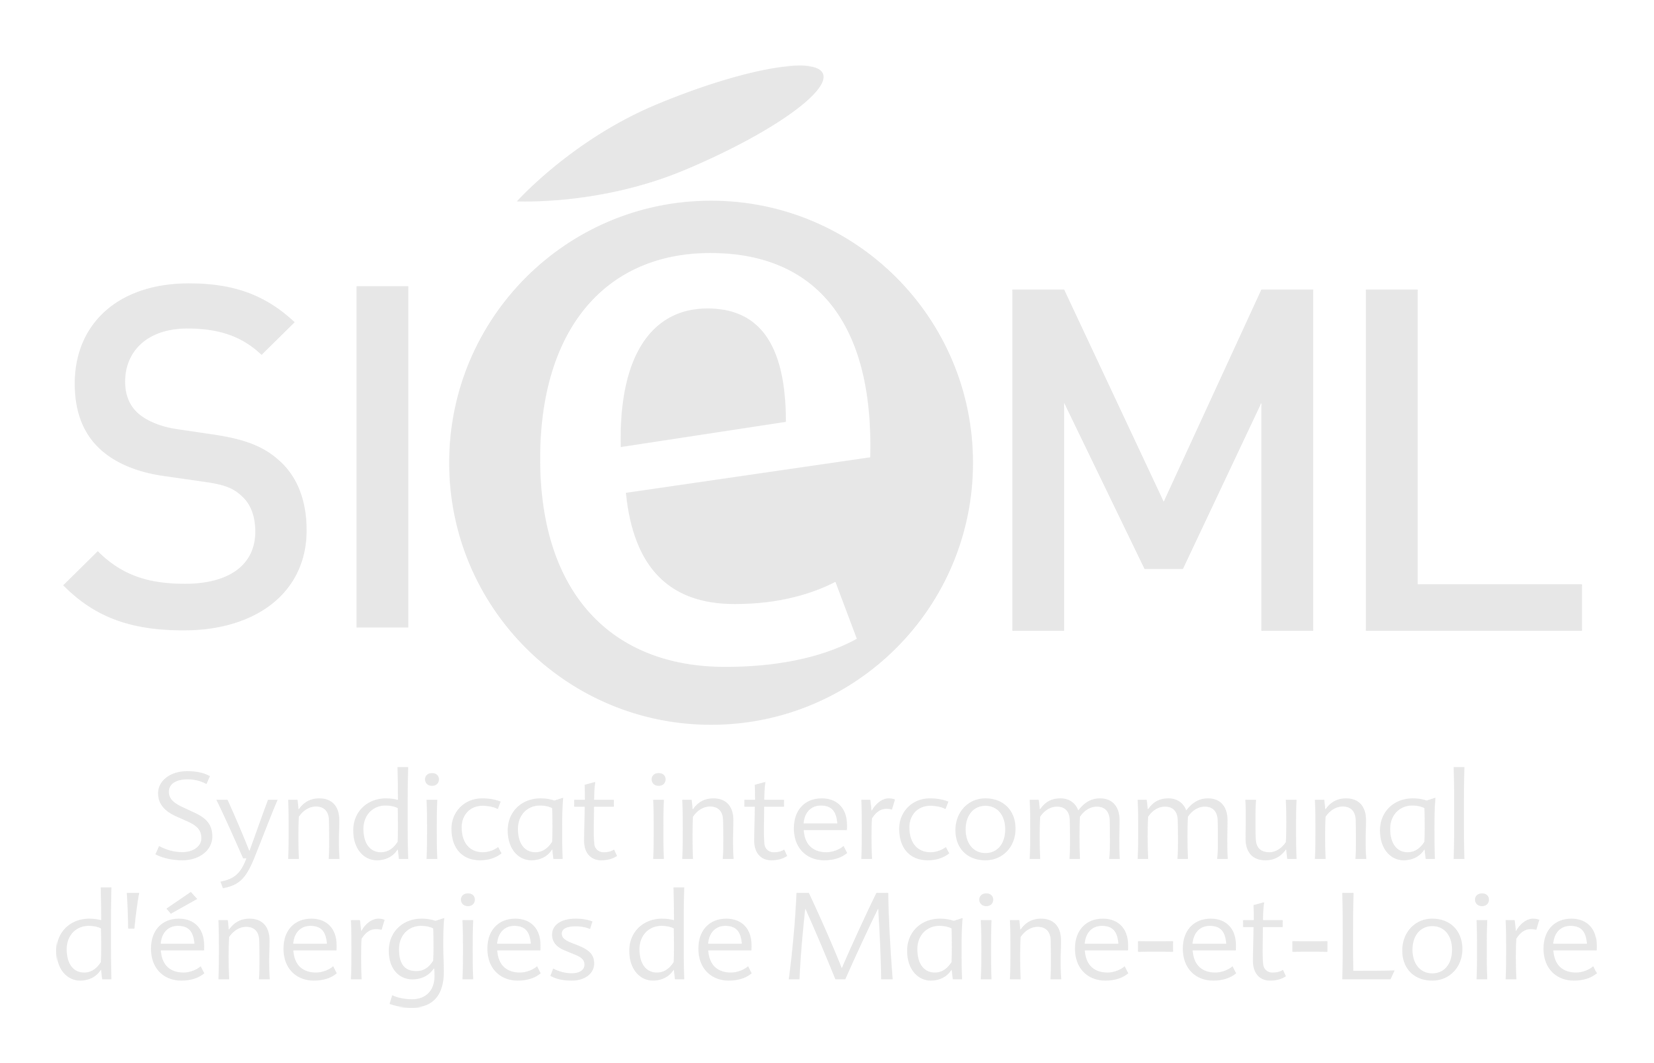 SIéML
Syndicat intercommunal
d'énergies de Maine-et-Loire